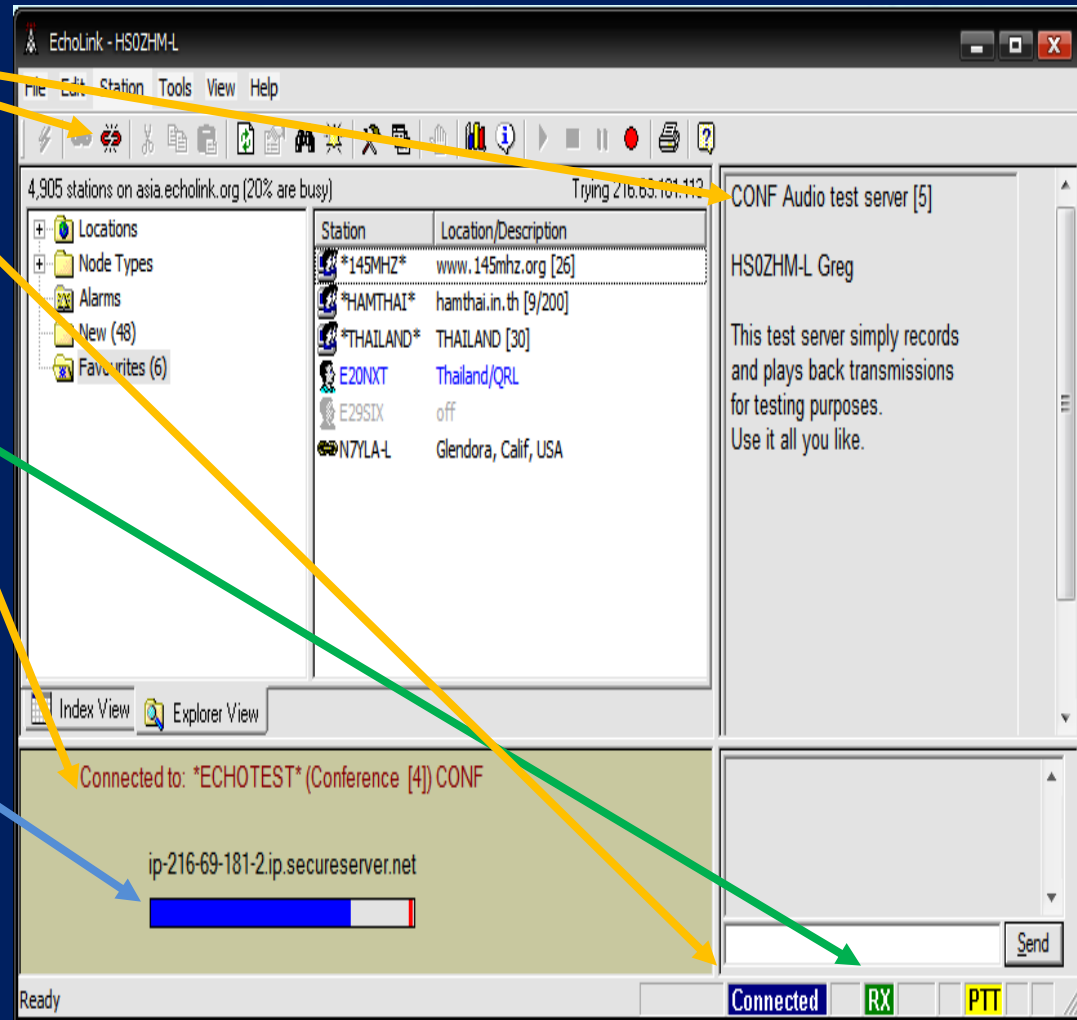 EchoLink - HS0ZHM-L
File Edit Station Tools View Help
4,905 stations on asia.echolink.org (20% are busy)
Trying 216.69.181.113
Locations
Node Types
Alarms
New (48)
Favourites (6)
Station Location/Description
*145MHZ* www.145mhz.org [26]
*HAMTHAI* hamthai.in.th [9/200]
*THAILAND* THAILAND [30]
E20NXT Thailand/QRL
E29SIX off
N7YLA-L Glendora, Calif, USA
Index View Explorer View
CONF Audio test server [5]
HS0ZHM-L Greg
This test server simply records
and plays back transmissions
for testing purposes.
Use it all you like.
Connected to: *ECHOTEST* (Conference [4]) CONF
ip-216-69-181-2.ip.secureserver.net
Send
Ready
Connected RX PTT